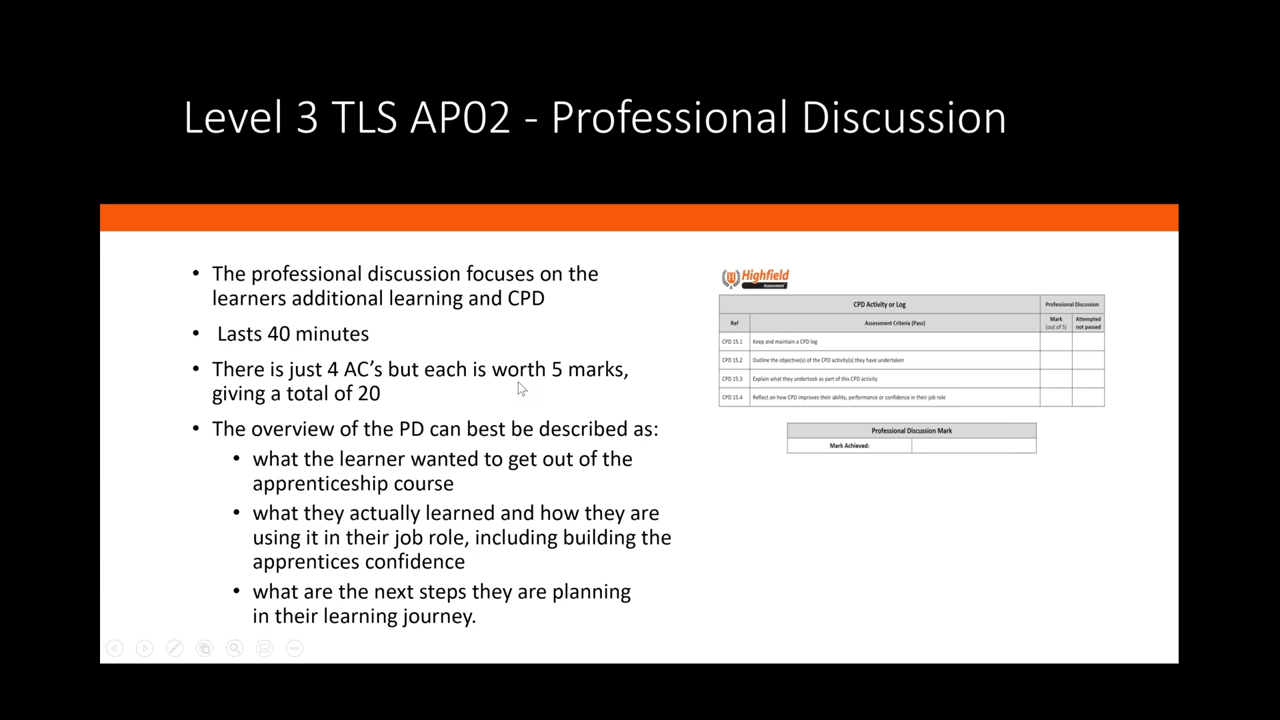 Level 3 TLS AP02 - Professional Discussion
• The professional discussion focuses on the
learners additional learning and CPD
• Lasts 40 minutes
• There is just 4 AC’s but each is worth 5 marks,
giving a total of 20
• The overview of the PD can best be described as:
• what the learner wanted to get out of the
apprenticeship course
• what they actually learned and how they are
using it in their job role, including building the
apprentices confidence
• what are the next steps they are planning
in their learning journey.
Highfield
Assessment
CPD Activity or Log Professional Discussion
Ref Assessment Criteria (Pass) Mark (out of 5) Attempted not passed
CPD 15.1 Keep and maintain a CPD log
CPD 15.2 Outline the objective(s) of the CPD activity(s) they have undertaken
CPD 15.3 Explain what they undertook as part of this CPD activity
CPD 15.4 Reflect on how CPD improves their ability, performance or confidence in their job role
Professional Discussion Mark
Mark Achieved: